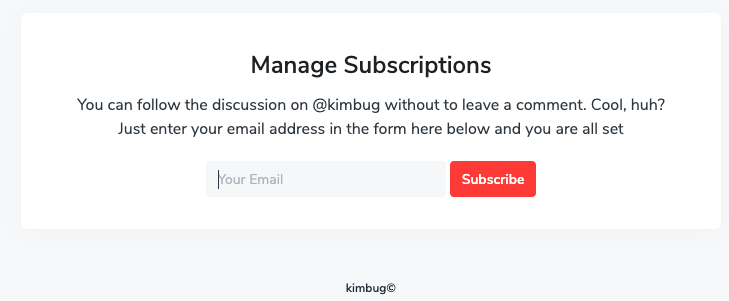 Manage Subscriptions
You can follow the discussion on @kimbug without to leave a comment. Cool, huh?
Just enter your email address in the form here below and you are all set
Your Email
Subscribe
kimbug©